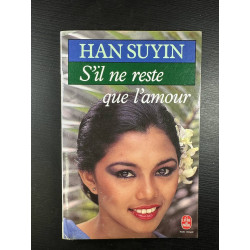 HAN SUYIN
S'il ne reste
que l'amour